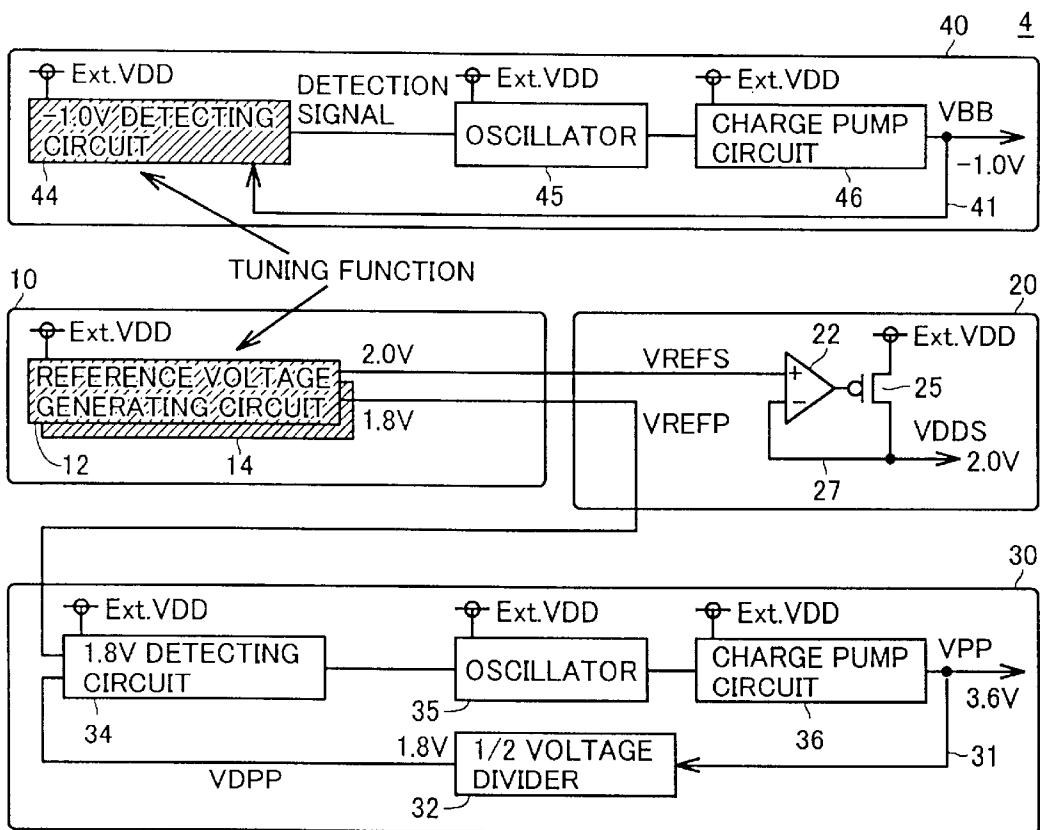 4
40
Ext.VDD
-1.0V DETECTING
CIRCUIT
44
DETECTION
SIGNAL
Ext.VDD
OSCILLATOR
45
Ext.VDD
CHARGE PUMP
CIRCUIT
46
VBB
-1.0V
41
TUNING FUNCTION
10
Ext.VDD
REFERENCE VOLTAGE
GENERATING CIRCUIT
12
14
2.0V
1.8V
20
VREFS
VREFP
22
+
-
Ext.VDD
25
VDDS
2.0V
27
30
Ext.VDD
1.8V DETECTING
CIRCUIT
34
Ext.VDD
OSCILLATOR
35
Ext.VDD
CHARGE PUMP
CIRCUIT
36
VPP
3.6V
31
1.8V
VDPP
1/2 VOLTAGE
DIVIDER
32